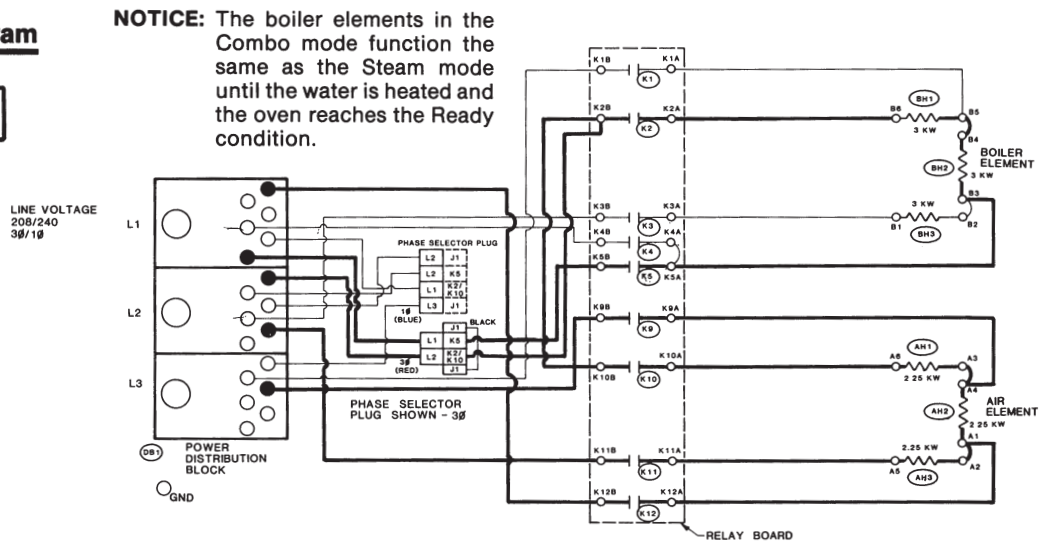 am
NOTICE: The boiler elements in the
Combo mode function the
same as the Steam mode
until the water is heated and
the oven reaches the Ready
condition.
LINE VOLTAGE
208/240
3Ø/1Ø
L1
L2
L3
DB1
POWER
DISTRIBUTION
BLOCK
GND
PHASE SELECTOR PLUG
L2 J1
L2 K5
L1 K2/
K10
L3 J1
1Ø
(BLUE)
BLACK
J1
L1 K5
L2 K2/
K10
J1
3Ø
(RED)
PHASE SELECTOR
PLUG SHOWN - 3Ø
K1B K1A
K1
K2B K2A
K2
K3B K3A
K3
K4B K4A
K4
K5B K5A
K5
K9B K9A
K9
K10B K10A
K10
K11B K11A
K11
K12B K12A
K12
RELAY BOARD
B6 BH1 B5
3 KW
B4
BH2
3 KW
BOILER
ELEMENT
B3
3 KW
B1 BH3 B2
A6 AH1 A3
2 25 KW
A4
AH2
2 25 KW
AIR
ELEMENT
A1
2.25 KW
A5 AH3 A2